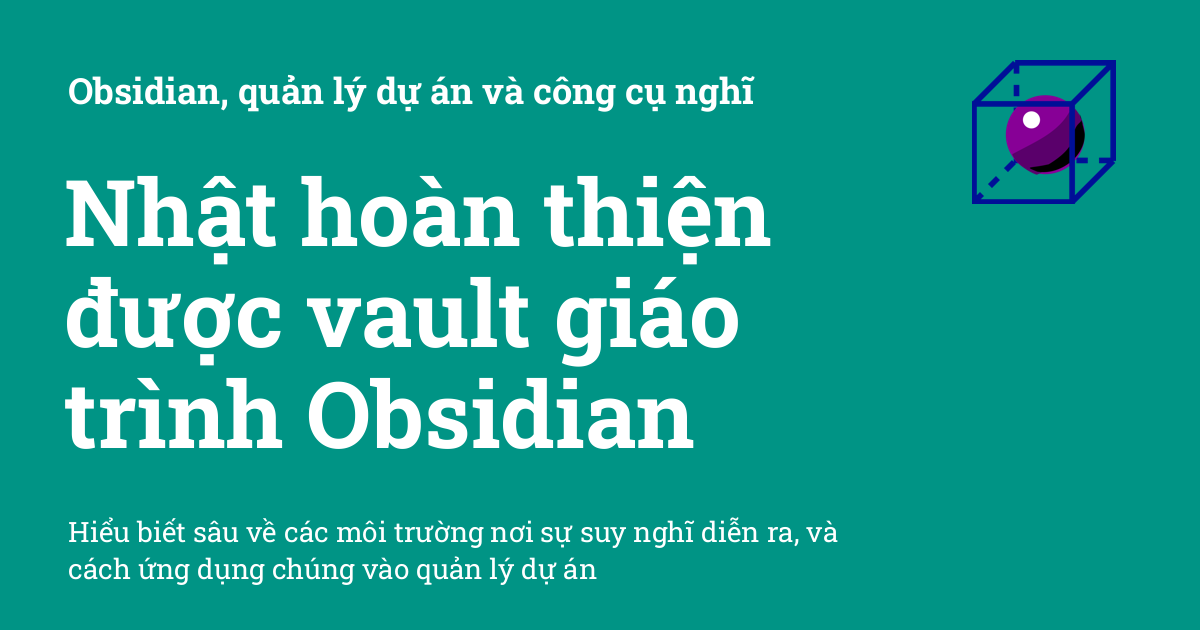 Obsidian, quản lý dự án và công cụ nghĩ
Nhật hoàn thiện
được vault giáo
trình Obsidian
Hiểu biết sâu về các môi trường nơi sự suy nghĩ diễn ra, và
cách ứng dụng chúng vào quản lý dự án